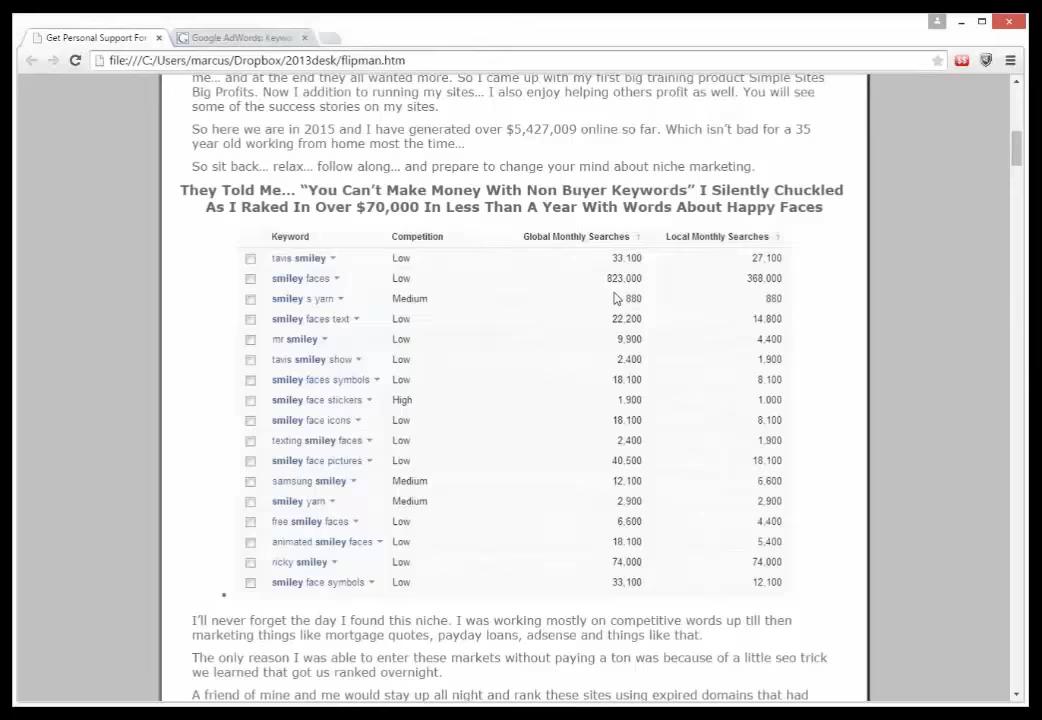 Get Personal Support For
Google AdWords: Keywo
file:///C:/Users/marcus/Dropbox/2013desk/flipman.htm
me... and at the end they all wanted more. So I came up with my first big training product Simple Sites
Big Profits. Now I addition to running my sites... I also enjoy helping others profit as well. You will see
some of the success stories on my sites.
So here we are in 2015 and I have generated over $5,427,009 online so far. Which isn't bad for a 35
year old working from home most the time...
So sit back... relax... follow along... and prepare to change your mind about niche marketing.
They Told Me... "You Can't Make Money With Non Buyer Keywords" I Silently Chuckled
As I Raked In Over $70,000 In Less Than A Year With Words About Happy Faces
Keyword Competition Global Monthly Searches ? Local Monthly Searches ?
tavis smiley Low 33,100 27,100
smiley faces Low 823,000 368,000
smiley s yarn Medium 880 880
smiley faces text Low 22,200 14,800
mr smiley Low 9,900 4,400
tavis smiley show Low 2,400 1,900
smiley faces symbols Low 18,100 8,100
smiley face stickers High 1,900 1,000
smiley face icons Low 18,100 8,100
texting smiley faces Low 2,400 1,900
smiley face pictures Low 40,500 18,100
samsung smiley Medium 12,100 6,600
smiley yarn Medium 2,900 2,900
free smiley faces Low 6,600 4,400
animated smiley faces Low 18,100 5,400
ricky smiley Low 74,000 74,000
smiley face symbols Low 33,100 12,100
I'll never forget the day I found this niche. I was working mostly on competitive words up till then
marketing things like mortgage quotes, payday loans, adsense and things like that.
The only reason I was able to enter these markets without paying a ton was because of a little seo trick
we learned that got us ranked overnight.
A friend of mine and me would stay up all night and rank these sites using expired domains that had